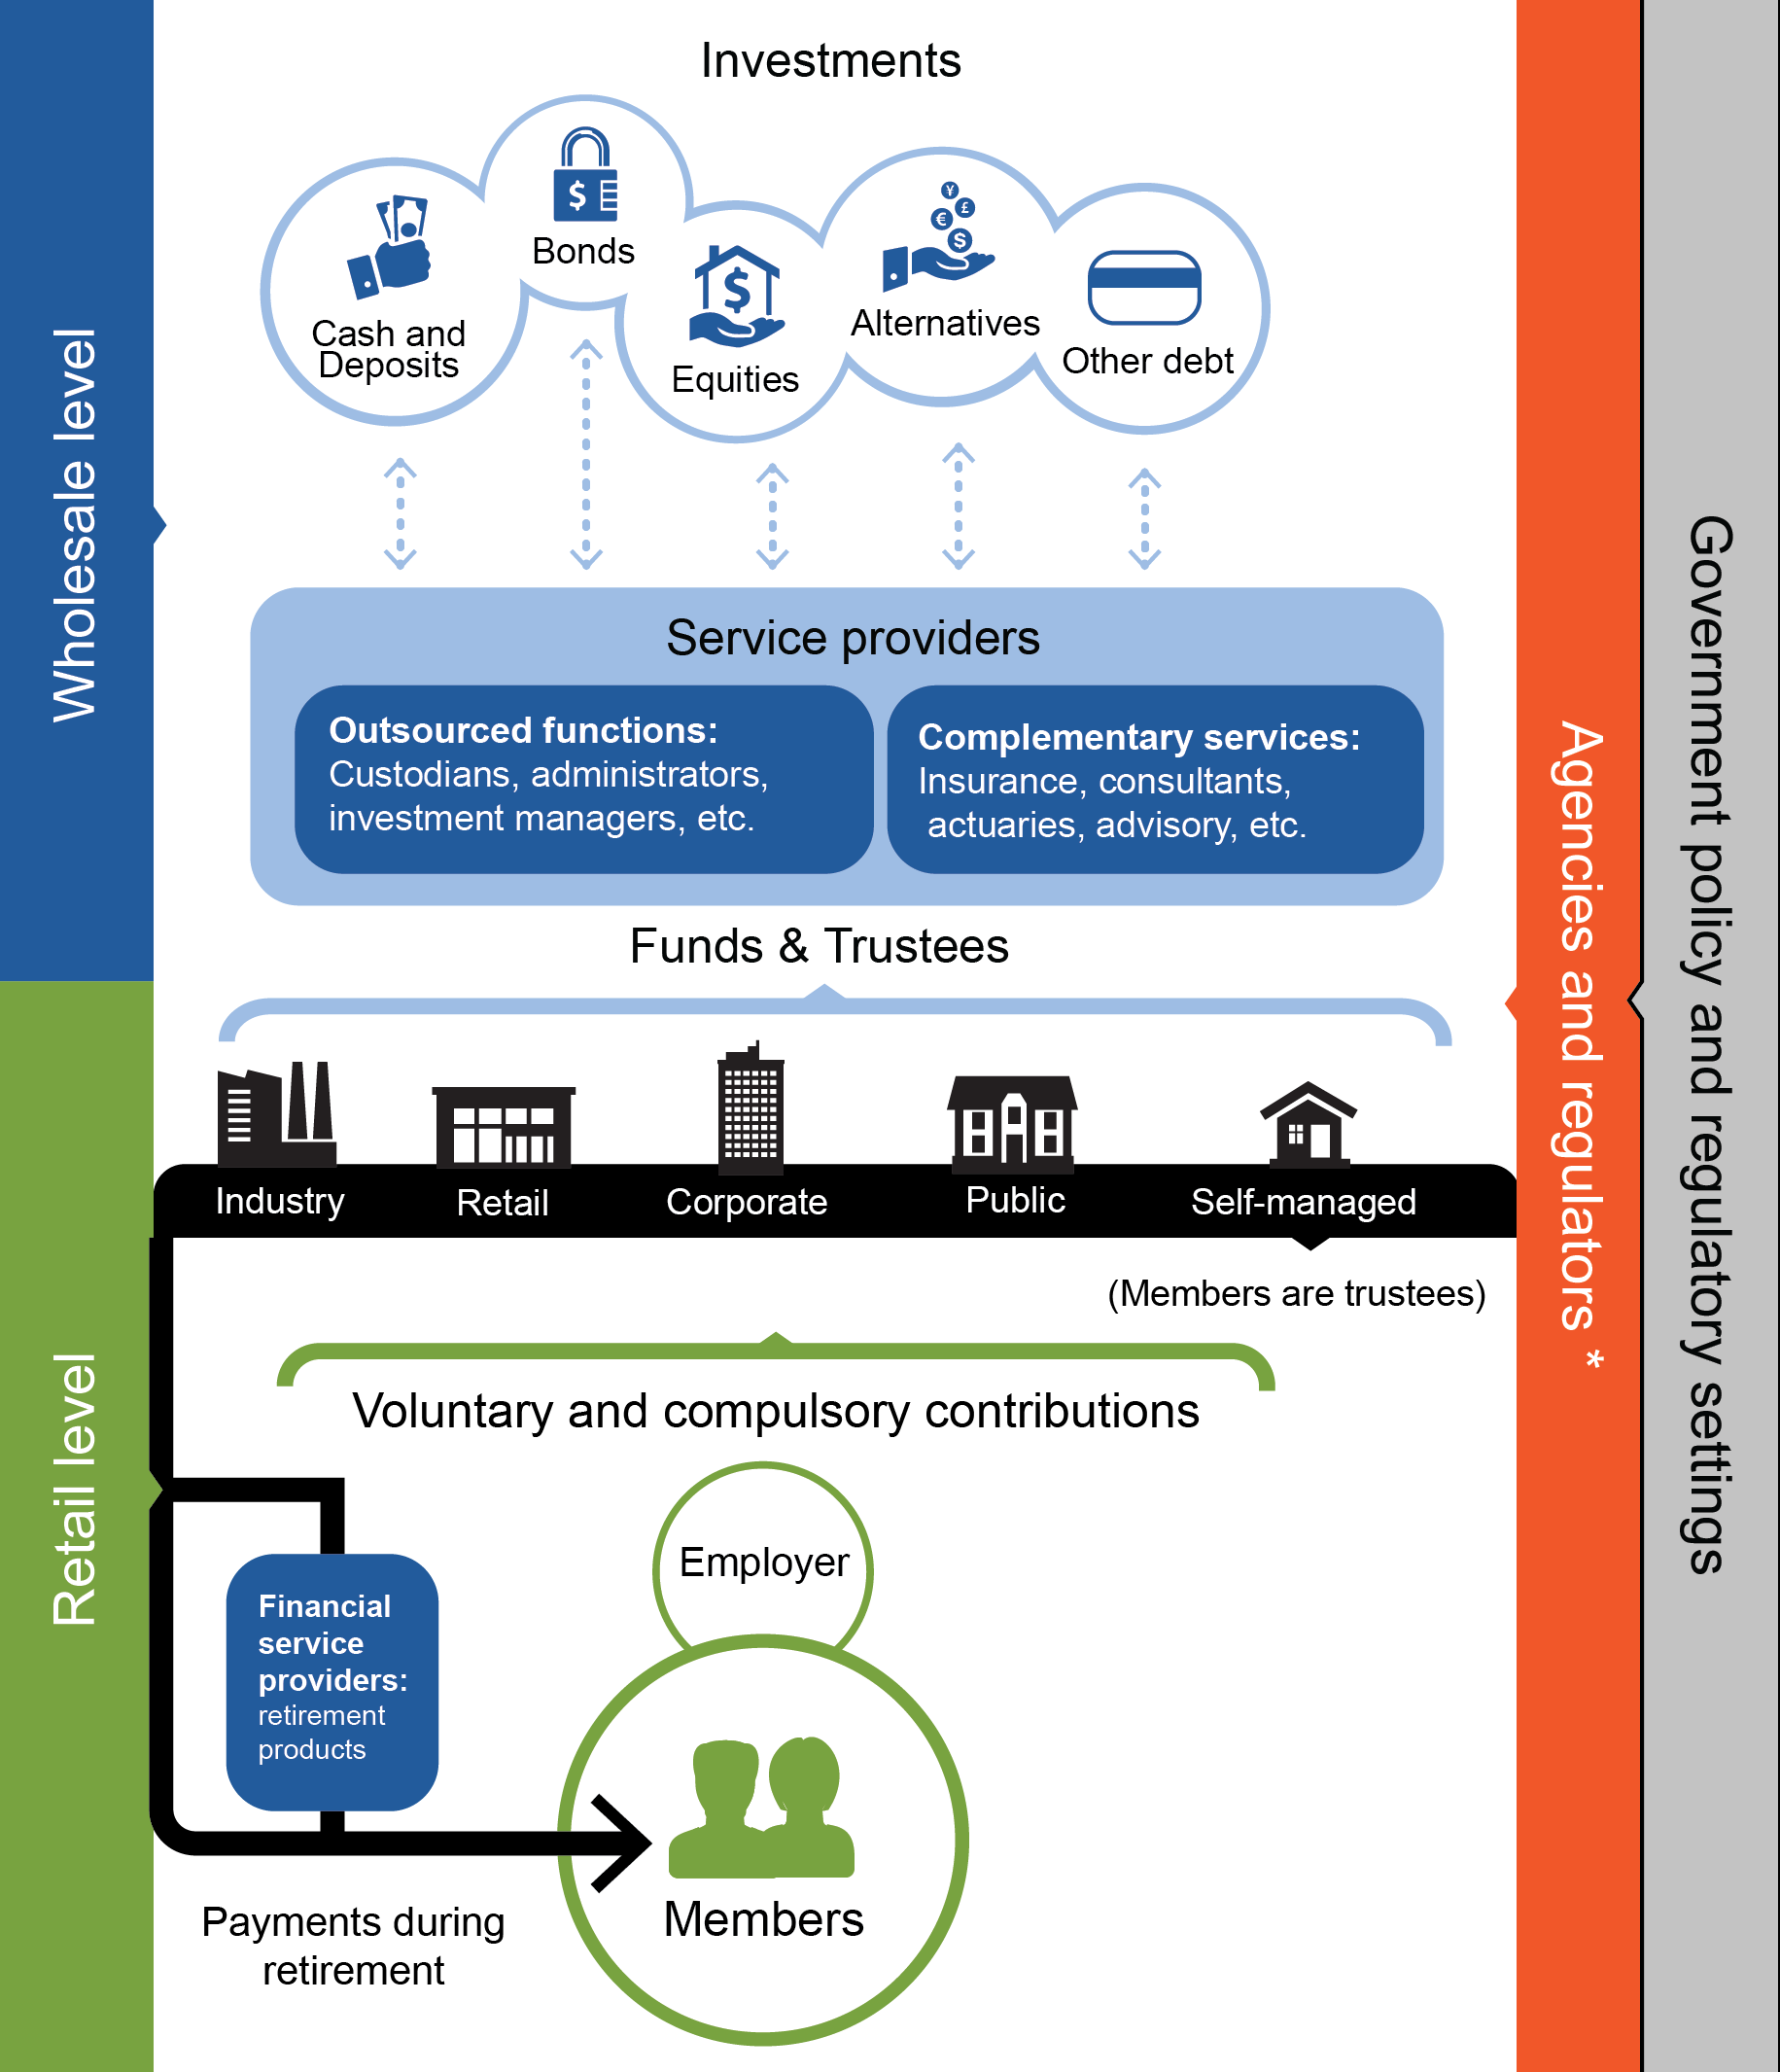 Investments
Cash and
Deposits
$
Bonds
$
Equities
¥
£
€
$
Alternatives
Other debt
Wholesale level
Service providers
Outsourced functions:
Custodians, administrators,
investment managers, etc.
Complementary services:
Insurance, consultants,
actuaries, advisory, etc.
Funds & Trustees
Industry
Retail
Corporate
Public
Self-managed
(Members are trustees)
Retail level
Voluntary and compulsory contributions
Employer
Financial
service
providers:
retirement
products
Members
Payments during
retirement
Agencies and regulators *
Government policy and regulatory settings